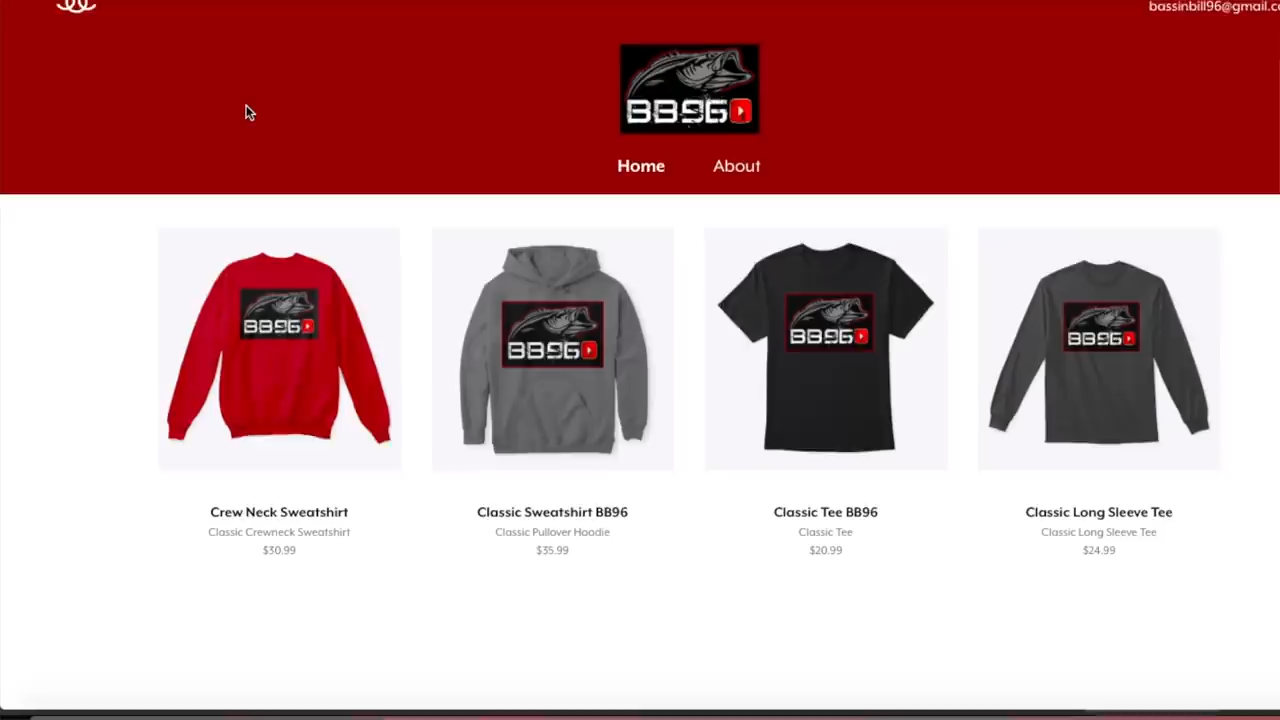 bassinbill96@gmail.c
BB96
Home About
BB96
BB96
BB96
BB96
Crew Neck Sweatshirt
Classic Crewneck Sweatshirt
$30.99
Classic Sweatshirt BB96
Classic Pullover Hoodie
$35.99
Classic Tee BB96
Classic Tee
$20.99
Classic Long Sleeve Tee
Classic Long Sleeve Tee
$24.99